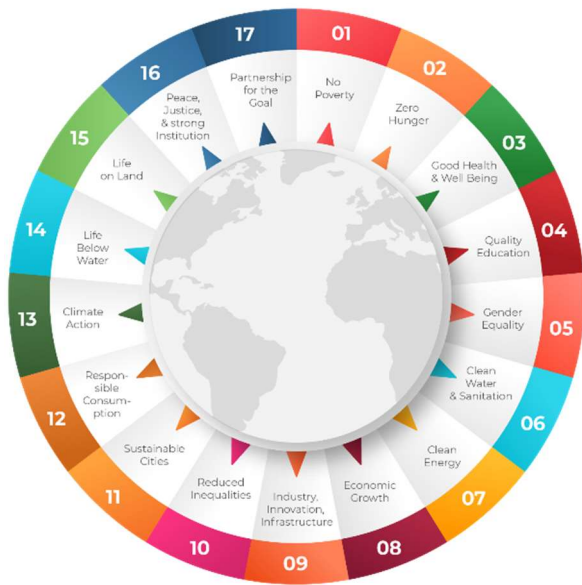 01
No
Poverty
02
Zero
Hunger
03
Good Health
& Well Being
04
Quality
Education
05
Gender
Equality
06
Clean
Water
& Sanitation
07
Clean
Energy
08
Economic
Growth
09
Industry,
Innovation,
Infrastructure
10
Reduced
Inequalities
11
Sustainable
Cities
12
Respon-
sible
Consum-
ption
13
Climate
Action
14
Life
Below
Water
15
Life
on Land
16
Peace,
Justice,
& strong
Institution
17
Partnership
for the
Goal